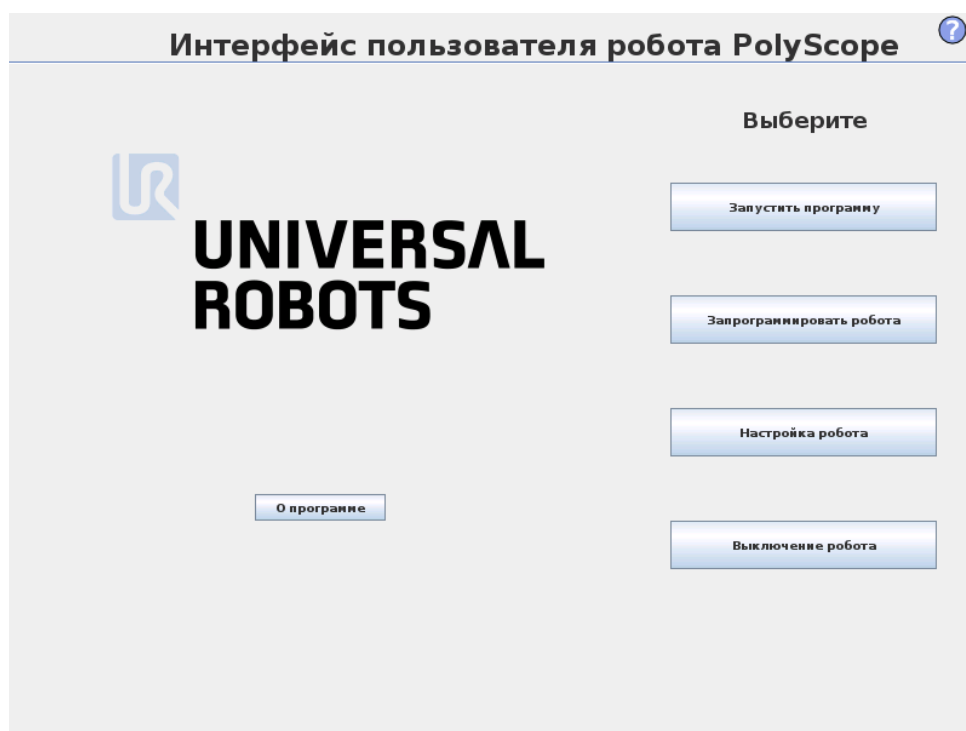 Интерфейс пользователя робота PolyScope
?
Выберите
UR
UNIVERSAL
ROBOTS
Запустить программу
Запрограммировать робота
Настройка робота
О программе
Выключение робота